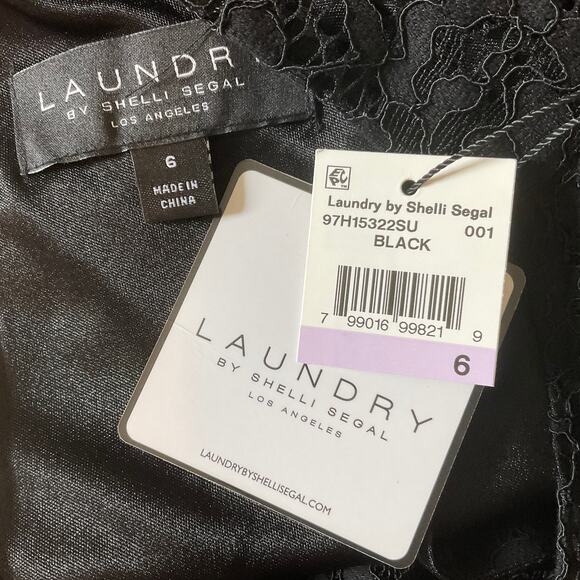 LAUNDRY
BY SHELLI SEGAL
LOS ANGELES
6
MADE IN
CHINA
Laundry by Shelli Segal
97H15322SU 001
BLACK
7 99016 99821 9
6
LAUNDRY
BY SHELLI SEGAL
LOS ANGELES
LAUNDRYBYSHELLISEGAL.COM